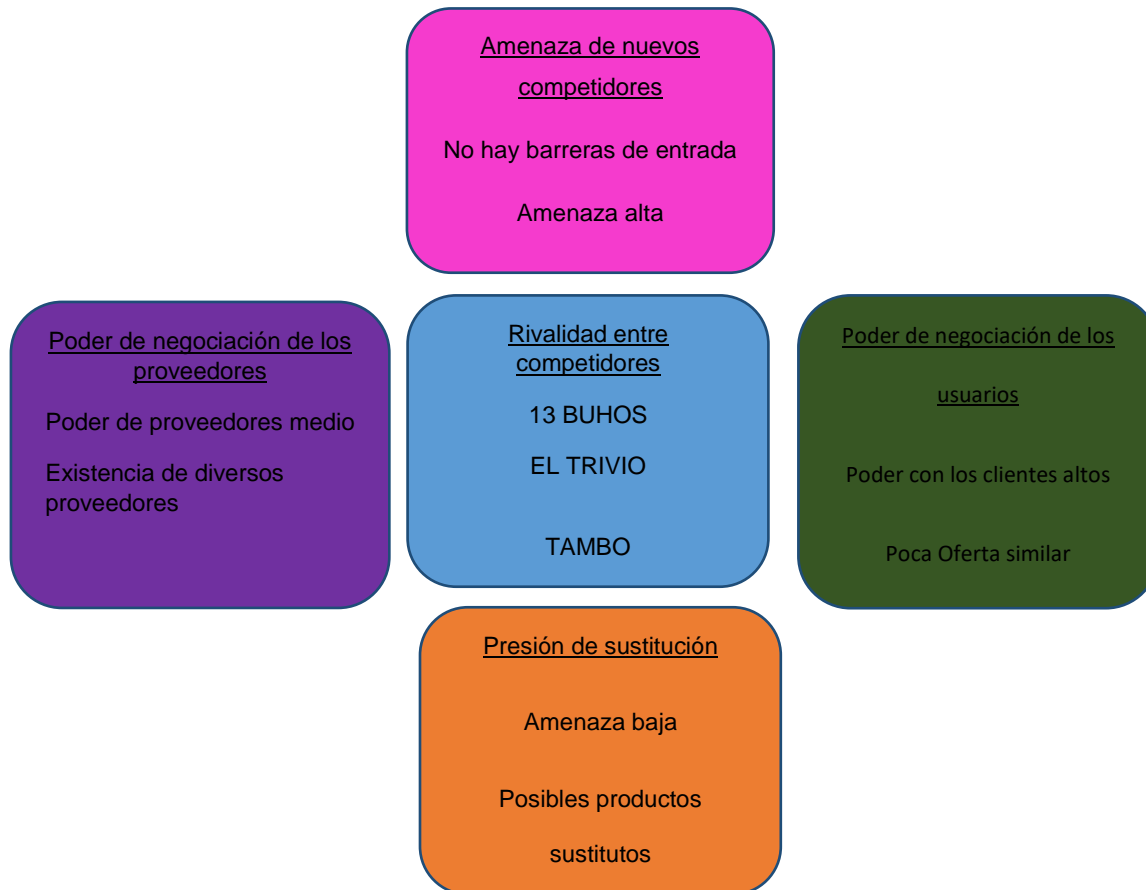 Amenaza de nuevos
competidores
No hay barreras de entrada
Amenaza alta
Poder de negociación de los
proveedores
Poder de proveedores medio
Existencia de diversos
proveedores
Rivalidad entre
competidores
13 BUHOS
EL TRIVIO
TAMBO
Poder de negociación de los
usuarios
Poder con los clientes altos
Poca Oferta similar
Presión de sustitución
Amenaza baja
Posibles productos
sustitutos